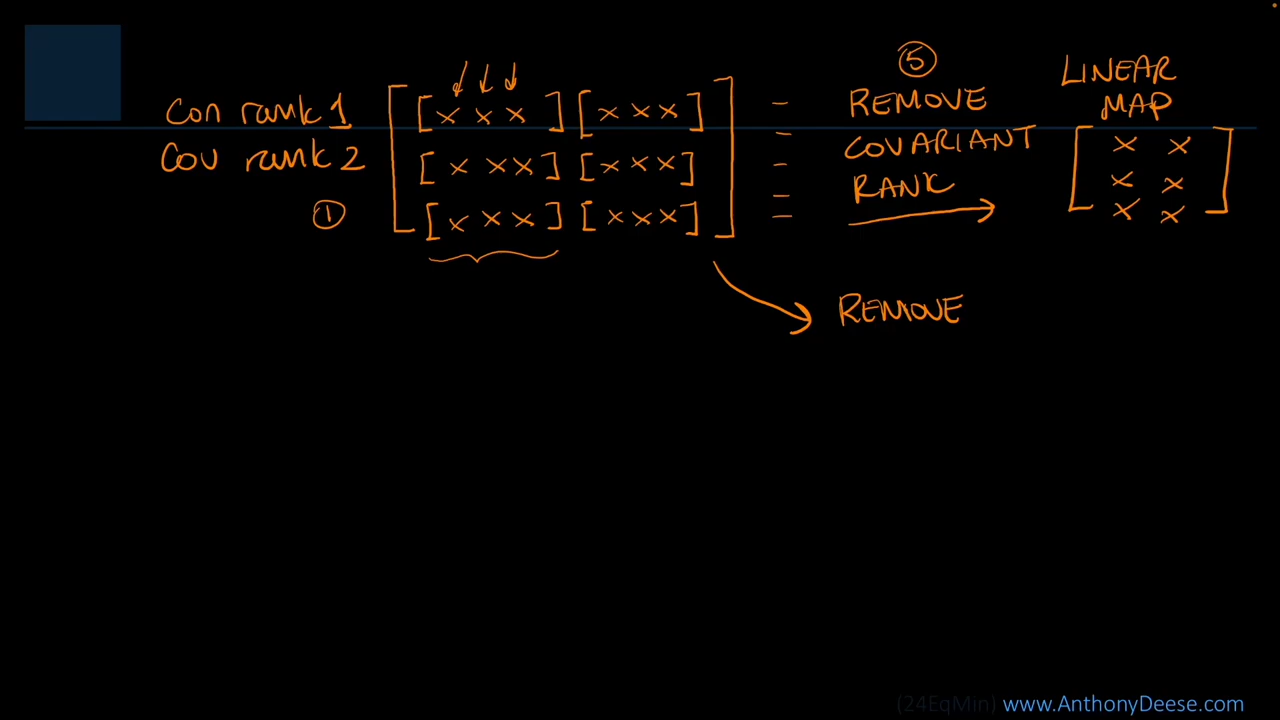 ⑤
LINEAR
MAP
Con rank 1 [ [ x x x ] [ x x x ] ] REMOVE
Cov rank 2 [ x x x ] [ x x x ] COVARIANT [ x x ]
① [ x x x ] [ x x x ] RANK → [ x x ]
[ x x ]
REMOVE
(24EqMin) www.AnthonyDeese.com